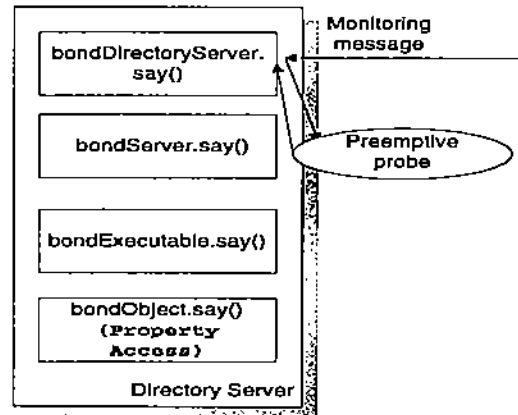 Monitoring
message
bondDirectoryServer.
say()
bondServer.say()
Preemptive
probe
bondExecutable.say()
bondObject.say()
(Property
Access)
Directory Server